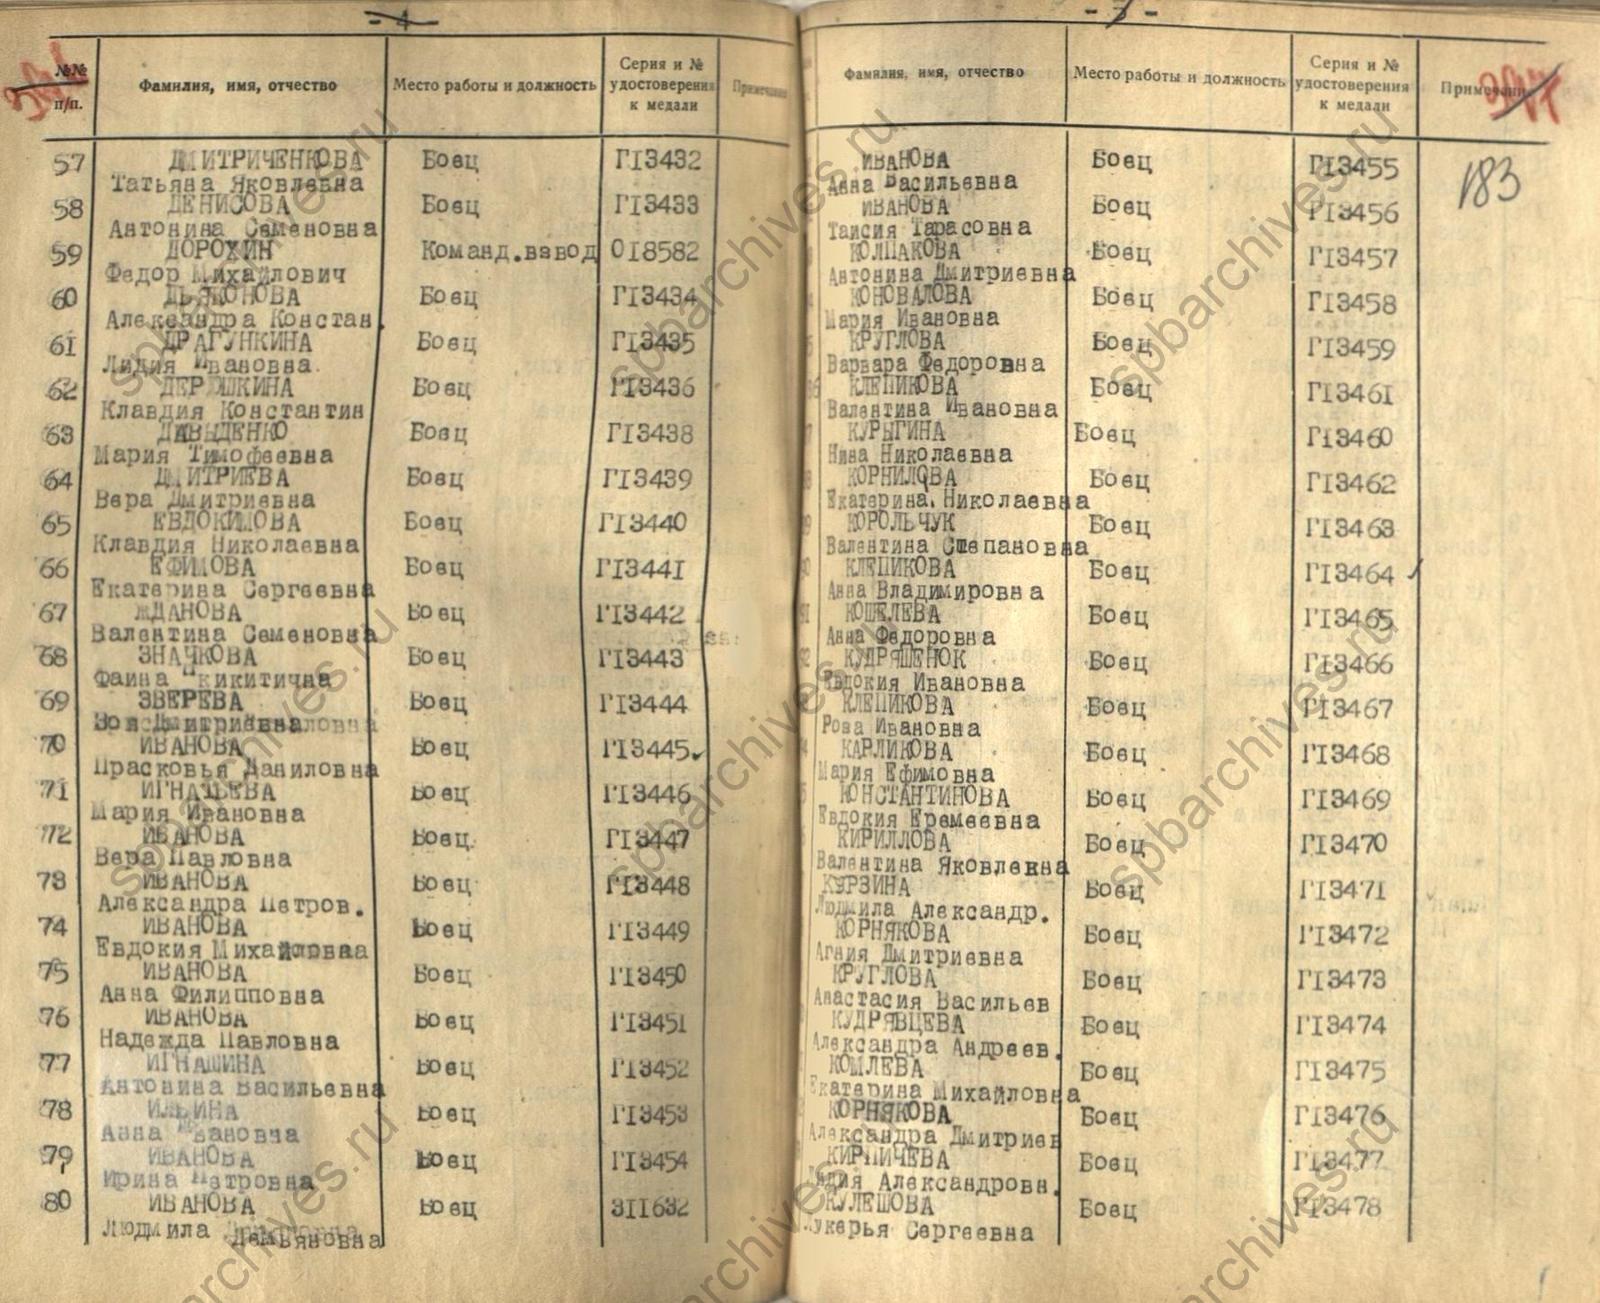 - 4 -
№№ п/п.
Фамилия, имя, отчество
Место работы и должность
Серия и № удостоверения к медали
Примечание
57 ДМИТРИЧЕНКОВА Боец Г13432
Татьяна Яковлевна
58 ДЕНИСОВА Боец Г13433
Антонина Семеновна
59 ДОРОХИН Команд.взвод 018582
Федор Михайлович
60 ДЬЯКОНОВА Боец Г13434
Александра Констан.
61 ДРАГУНКИНА Боец Г13435
Лидия Ивановна.
62 Боец Г13436
Клавдия Константин
63 ДАВЫДЕНКО Боец Г13438
Мария Тимофеевна
64 ДМИТРИЕВА Боец Г13439
Вера Дмитриевна
65 ЕВДОКИМОВА Боец Г13440
Клавдия Николаевна
66 ЕФИМОВА Боец Г13441
Екатерина Сергеевна
67 ЖДАНОВА Боец Г13442
Валентина Семеновна
68 ЗНАЧКОВА Боец Г13443
Фаина Никитична
69 ЗВЕРЕВА Боец Г13444
Зоя Дмитриевна
70 ИВАНОВА Боец Г13445
Прасковья Даниловна
71 ИГНАТЬЕВА Боец Г13446
Мария Ивановна
72 ИВАНОВА Боец. Г13447
Вера Павловна
73 ИВАНОВА Боец Г13448
Александра Петров.
74 ИВАНОВА Боец Г13449
Евдокия Михайловна
75 ИВАНОВА Боец Г13450
Анна Филипповна
76 ИВАНОВА Боец Г13451
Надежда Павловна
77 ИГНАШИНА Боец Г13452
Антонина Васильевна
78 ИЛЬИНА Боец Г13453
Анна Ивановна
79 ИВАНОВА Боец Г13454
Ирина Петровна
80 ИВАНОВА Боец 311632
Людмила Демьяновна
Фамилия, имя, отчество
Место работы и должность
Серия и № удостоверения к медали
Примечани
183
ИВАНОВА Боец Г13455
Анна Васильевна
ИВАНОВА Боец Г13456
Таисия Тарасовна
КОЛПАКОВА Боец Г13457
Антонина Дмитриевна
КОНОВАЛОВА Боец Г13458
Мария Ивановна
КРУГЛОВА Боец Г13459
Варвара Федоровна
КЛЕПИКОВА Боец Г13461
Валентина Ивановна
КУРЫГИНА Боец Г13460
Нина Николаевна
КОРНИЛОВА Боец Г13462
Екатерина Николаевна
КОРОЛЬЧУК Боец Г13463
Валентина Степановна
КЛЕПИКОВА Боец Г13464
Анна Владимировна
КОШЕЛЕВА Боец Г13465
Анна Федоровна
КУДРЯШЕНОК Боец Г13466
Евдокия Ивановна
КЛЕПИКОВА Боец Г13467
Роза Ивановна
КАРЛИКОВА Боец Г13468
Мария Ефимовна
КОНСТАНТИНОВА Боец Г13469
Евдокия Еремеевна
КИРИЛЛОВА Боец Г13470
Валентина Яковлевна
КУРЗИНА Боец Г13471
Людмила Александр.
КОРНЯКОВА Боец Г13472
Агния Дмитриевна
КРУГЛОВА Боец Г13473
Анастасия Васильев
КУДРЯВЦЕВА Боец Г13474
Александра Андреев.
КОМЛЕВА Боец Г13475
Екатерина Михайловна
КОРНЯКОВА Боец Г13476
Александра Дмитриев
КИРПИЧЕВА Боец Г13477
Лидия Александровн.
КУЛЕШОВА Боец Г13478
Лукерья Сергеевна
spbarchives.ru